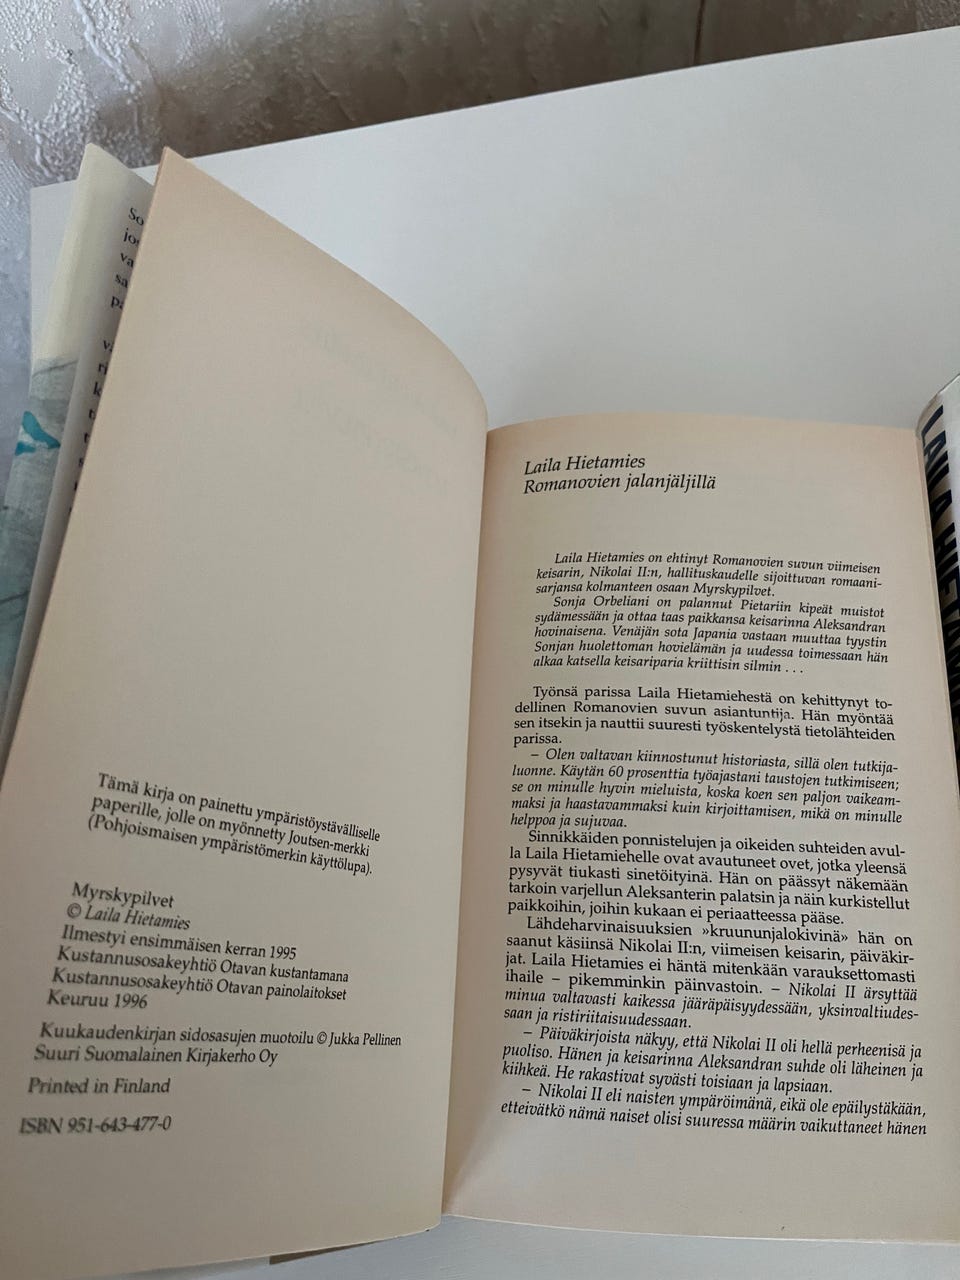 So
jo
va
sa
Tämä kirja on painettu ympäristöystävälliselle
paperille, jolle on myönnetty Joutsen-merkki
(Pohjoismaisen ympäristömerkin käyttölupa).
Myrskypilvet
© Laila Hietamies
Ilmestyi ensimmäisen kerran 1995
Kustannusosakeyhtiö Otavan kustantamana
Kustannusosakeyhtiö Otavan painolaitokset
Keuruu 1996
Kuukaudenkirjan sidosasujen muotoilu © Jukka Pellinen
Suuri Suomalainen Kirjakerho Oy
Printed in Finland
ISBN 951-643-477-0
Laila Hietamies
Romanovien jalanjäljillä
Laila Hietamies on ehtinyt Romanovien suvun viimeisen
keisarin, Nikolai II:n, hallituskaudelle sijoittuvan romaani-
sarjansa kolmanteen osaan Myrskypilvet.
Sonja Orbeliani on palannut Pietariin kipeät muistot
sydämessään ja ottaa taas paikkansa keisarinna Aleksandran
hovinaisena. Venäjän sota Japania vastaan muuttaa tyystin
Sonjan huolettoman hovielämän ja uudessa toimessaan hän
alkaa katsella keisariparia kriittisin silmin . . .
Työnsä parissa Laila Hietamiehestä on kehittynyt to-
dellinen Romanovien suvun asiantuntija. Hän myöntää
sen itsekin ja nauttii suuresti työskentelystä tietolähteiden
parissa.
– Olen valtavan kiinnostunut historiasta, sillä olen tutkija-
luonne. Käytän 60 prosenttia työajastani taustojen tutkimiseen;
se on minulle hyvin mieluista, koska koen sen paljon vaikeam-
maksi ja haastavammaksi kuin kirjoittamisen, mikä on minulle
helppoa ja sujuvaa.
Sinnikkäiden ponnistelujen ja oikeiden suhteiden avul-
la Laila Hietamiehelle ovat avautuneet ovet, jotka yleensä
pysyvät tiukasti sinetöityinä. Hän on päässyt näkemään
tarkoin varjellun Aleksanterin palatsin ja näin kurkistellut
paikkoihin, joihin kukaan ei periaatteessa pääse.
Lähdeharvinaisuuksien »kruununjalokivinä» hän on
saanut käsiinsä Nikolai II:n, viimeisen keisarin, päiväkir-
jat. Laila Hietamies ei häntä mitenkään varauksettomasti
ihaile – pikemminkin päinvastoin. – Nikolai II ärsyttää
minua valtavasti kaikessa jääräpäisyydessään, yksinvaltiudes-
saan ja ristiriitaisuudessaan.
– Päiväkirjoista näkyy, että Nikolai II oli hellä perheenisä ja
puoliso. Hänen ja keisarinna Aleksandran suhde oli läheinen ja
kiihkeä. He rakastivat syvästi toisiaan ja lapsiaan.
– Nikolai II eli naisten ympäröimänä, eikä ole epäilystäkään,
etteivätkö nämä naiset olisi suuressa määrin vaikuttaneet hänen
LAILA HIETAMIE